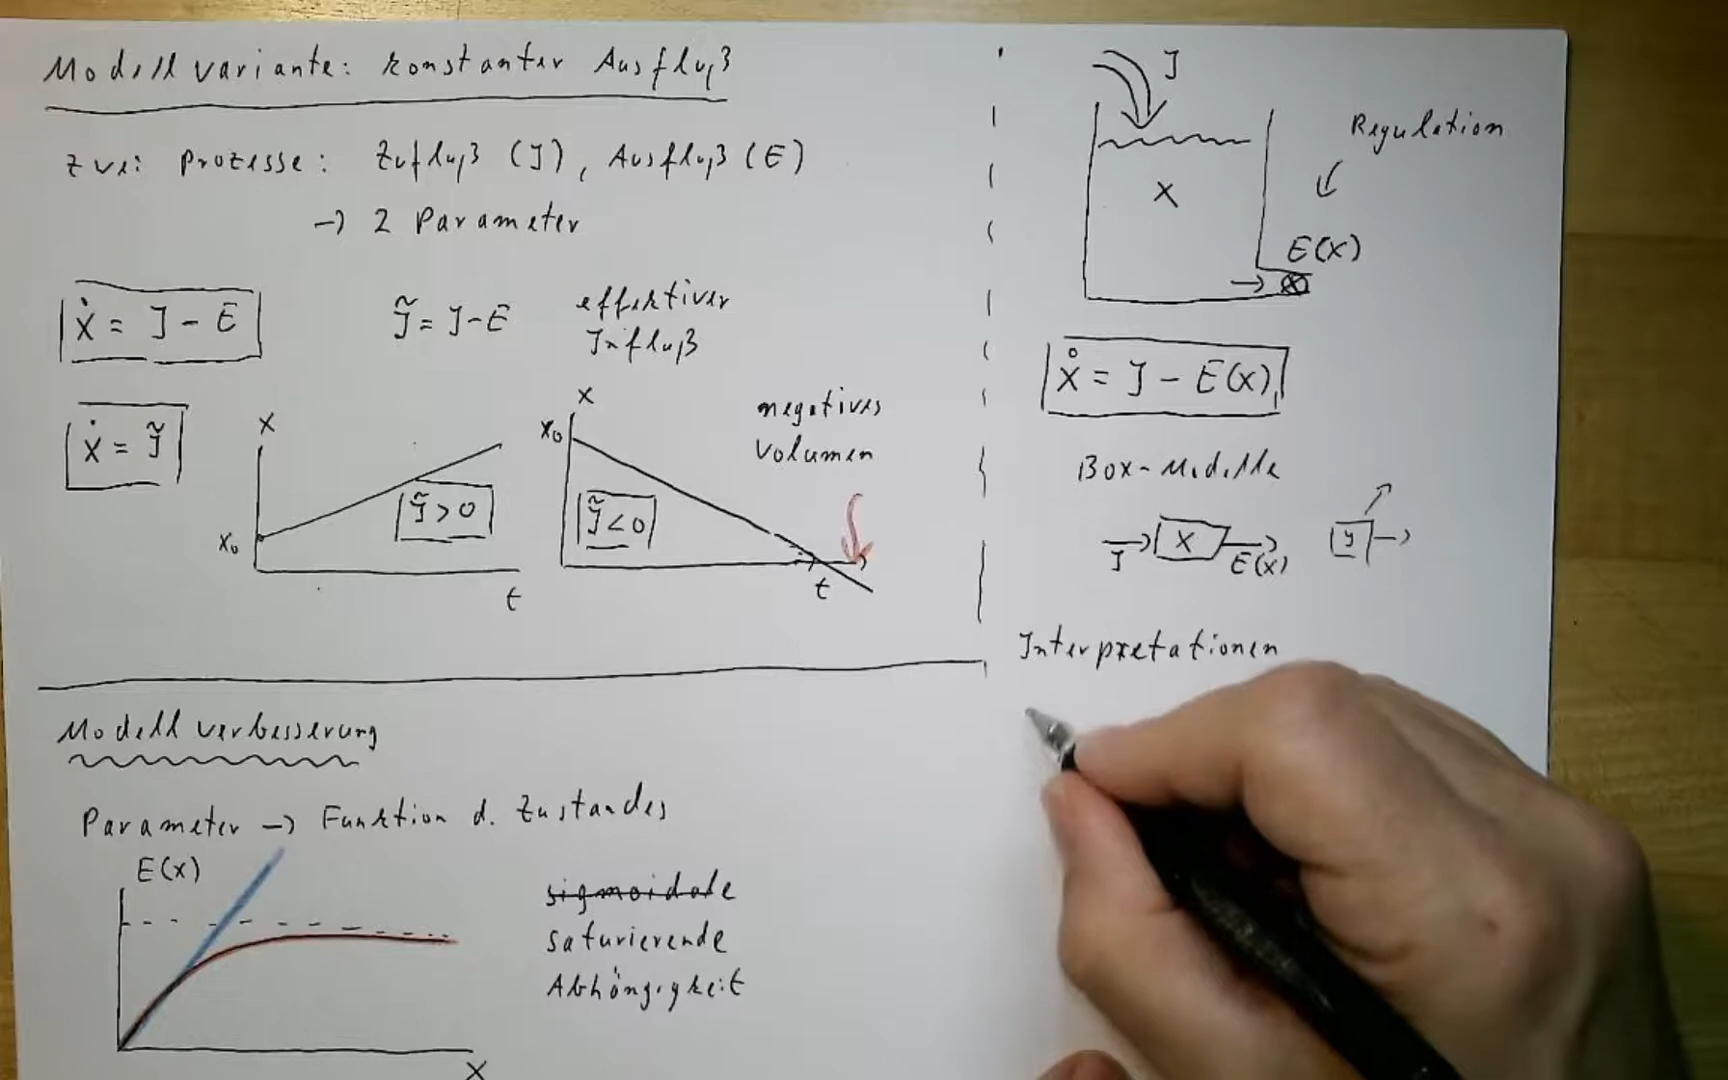 Modellvariante: konstanter Ausfluß
zwei Prozesse: Zufluß (J), Ausfluß (E)
→ 2 Parameter
ẋ = J - E
J̃ = J-E
effektiver
Influß
ẋ = J̃
x
x₀
J̃ > 0
t
x
x₀
J̃ < 0
t
negatives
Volumen
Modellverbesserung
Parameter → Funktion d. Zustandes
E(x)
x
sigmoidale
saturierende
Abhängigkeit
J
Regulation
x
E(x)
ẋ = J - E(x)
Box-Modelle
J
x
E(x)
y
Interpretationen